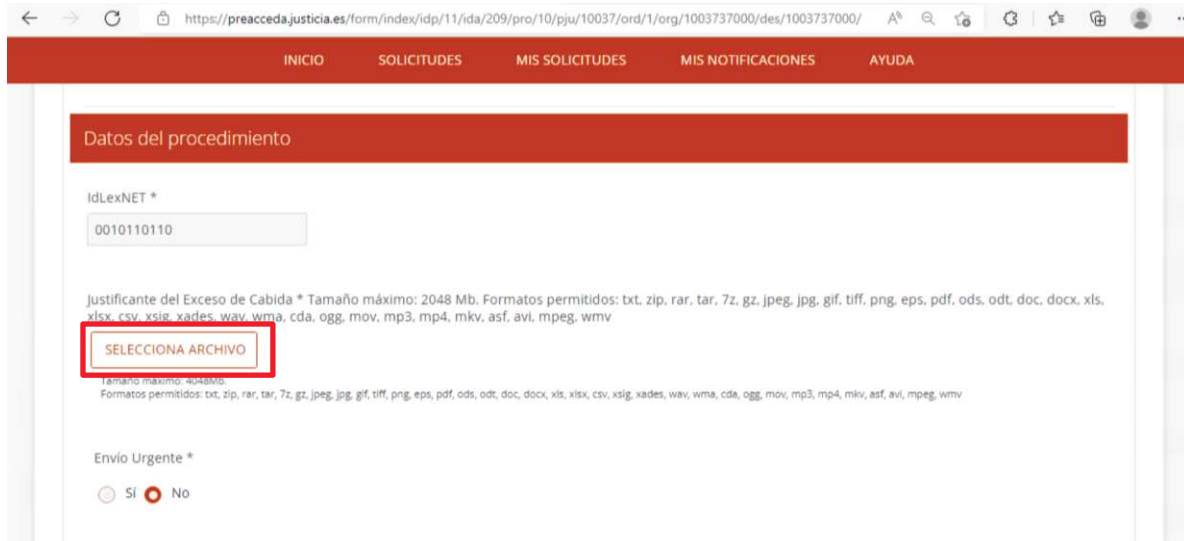 https://preacceda.justicia.es/form/index/idp/11/ida/209/pro/10/pju/10037/ord/1/org/1003737000/des/1003737000/
INICIO SOLICITUDES MIS SOLICITUDES MIS NOTIFICACIONES AYUDA
Datos del procedimiento
IdLexNET *
0010110110
Justificante del Exceso de Cabida * Tamaño máximo: 2048 Mb. Formatos permitidos: txt, zip, rar, tar, 7z, gz, jpeg, jpg, gif, tiff, png, eps, pdf, ods, odt, doc, docx, xls,
xlsx, csv, xsig, xades, wav, wma, cda, ogg, mov, mp3, mp4, mkv, asf, avi, mpeg, wmv
SELECCIONA ARCHIVO
Tamaño máximo: 4048Mb.
Formatos permitidos: txt, zip, rar, tar, 7z, gz, jpeg, jpg, gif, tiff, png, eps, pdf, ods, odt, doc, docx, xls, xlsx, csv, xsig, xades, wav, wma, cda, ogg, mov, mp3, mp4, mkv, asf, avi, mpeg, wmv
Envío Urgente *
Sí No